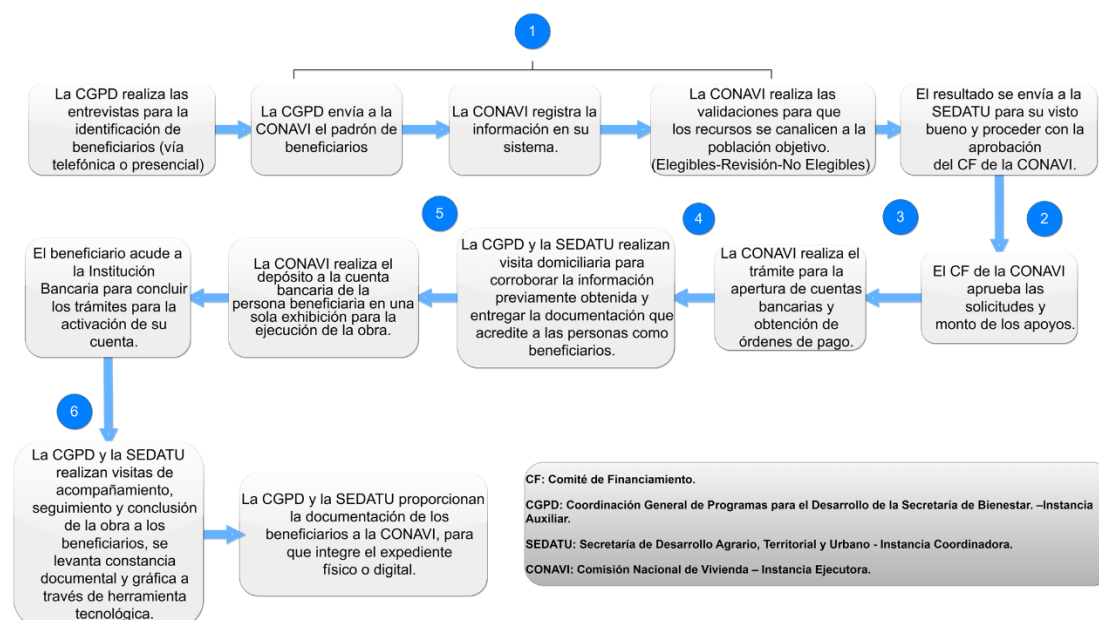 1
La CGPD realiza las
entrevistas para la
identificación de
beneficiarios (vía
telefónica o presencial)
La CGPD envía a la
CONAVI el padrón de
beneficiarios
La CONAVI registra la
información en su
sistema.
La CONAVI realiza las
validaciones para que
los recursos se canalicen a la
población objetivo.
(Elegibles-Revisión-No Elegibles)
El resultado se envía a la
SEDATU para su visto
bueno y proceder con la
aprobación
del CF de la CONAVI.
2
El CF de la CONAVI
aprueba las
solicitudes y
monto de los apoyos.
3
La CONAVI realiza el
trámite para la
apertura de cuentas
bancarias y
obtención de
órdenes de pago.
4
La CGPD y la SEDATU realizan
visita domiciliaria para
corroborar la información
previamente obtenida y
entregar la documentación que
acredite a las personas como
beneficiarios.
5
La CONAVI realiza el
depósito a la cuenta
bancaria de la
persona beneficiaria en una
sola exhibición para la
ejecución de la obra.
El beneficiario acude a
la Institución
Bancaria para concluir
los trámites para la
activación de su
cuenta.
6
La CGPD y la SEDATU
realizan visitas de
acompañamiento,
seguimiento y conclusión
de la obra a los
beneficiarios, se
levanta constancia
documental y gráfica a
través de herramienta
tecnológica.
La CGPD y la SEDATU proporcionan
la documentación de los
beneficiarios a la CONAVI, para
que integre el expediente
físico o digital.
CF: Comité de Financiamiento.
CGPD: Coordinación General de Programas para el Desarrollo de la Secretaría de Bienestar. –Instancia
Auxiliar.
SEDATU: Secretaría de Desarrollo Agrario, Territorial y Urbano - Instancia Coordinadora.
CONAVI: Comisión Nacional de Vivienda – Instancia Ejecutora.